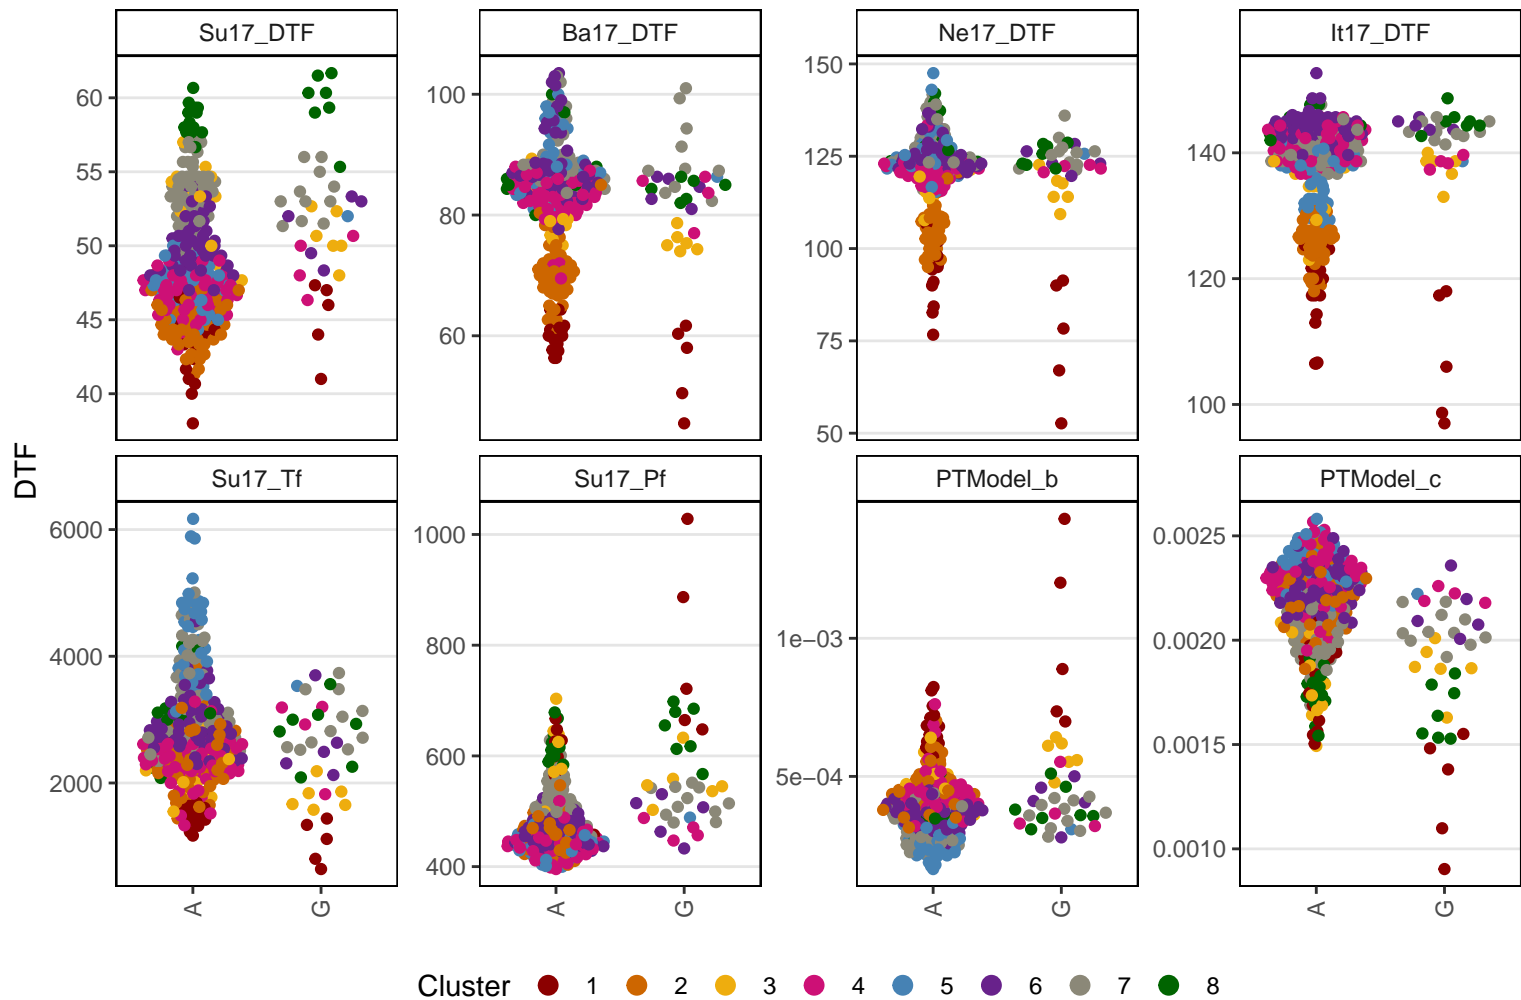 Su17_DTF
Ba17_DTF
Ne17_DTF
It17_DTF
60
55
50
45
40
100
80
60
150
125
100
75
50
140
120
100
DTF
Su17_Tf
Su17_Pf
PTModel_b
PTModel_c
6000
4000
2000
1000
800
600
400
1e−03
5e−04
0.0025
0.0020
0.0015
0.0010
A G
A G
A G
A G
Cluster 1 2 3 4 5 6 7 8